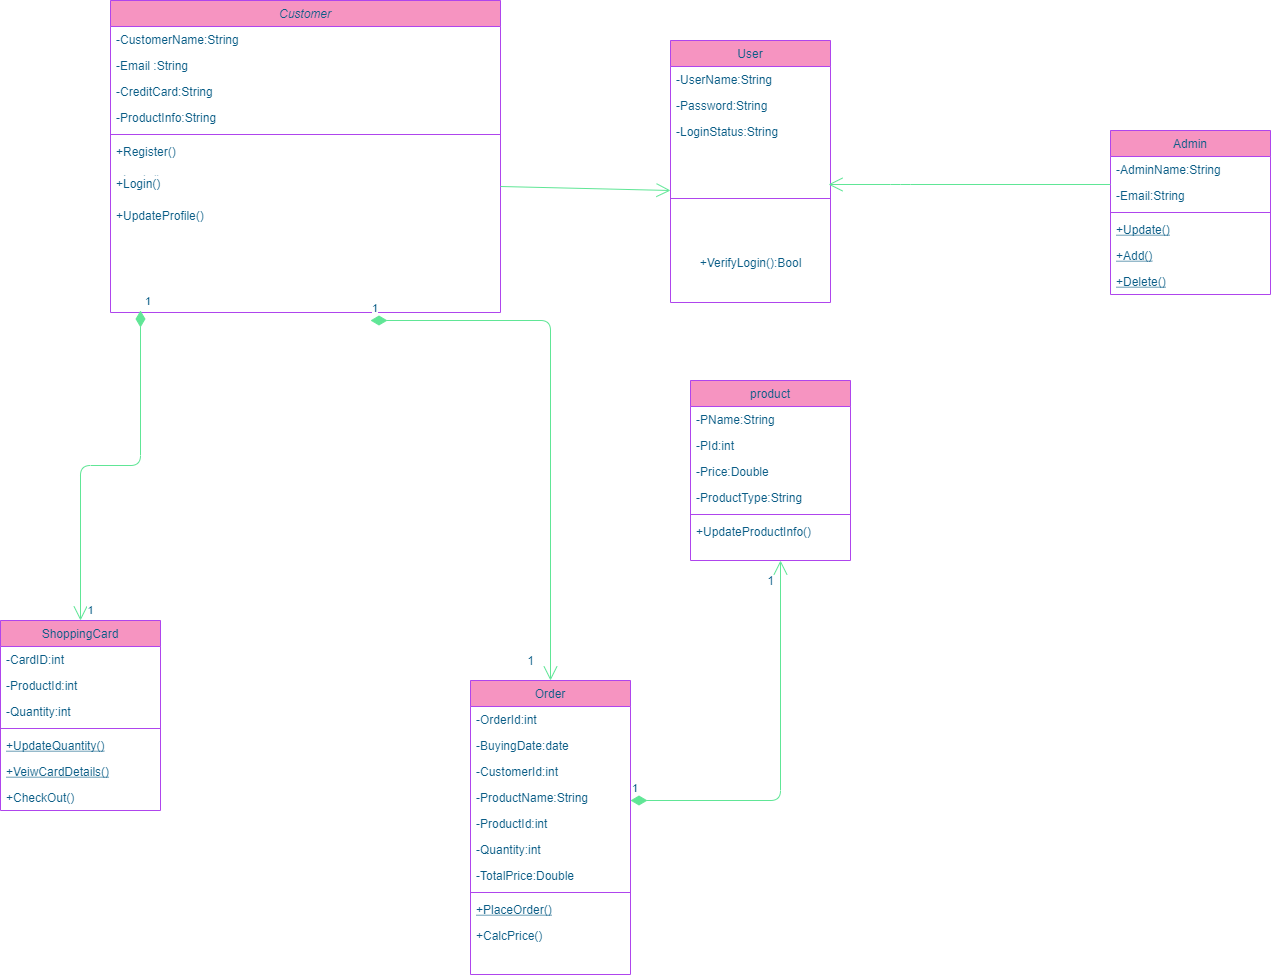 Customer
-CustomerName:String
-Email :String
-CreditCard:String
-ProductInfo:String
+Register()
+Login()
+UpdateProfile()
1
1
User
-UserName:String
-Password:String
-LoginStatus:String
+VerifyLogin():Bool
Admin
-AdminName:String
-Email:String
+Update()
+Add()
+Delete()
product
-PName:String
-PId:int
-Price:Double
-ProductType:String
+UpdateProductInfo()
1
1
ShoppingCard
-CardID:int
-ProductId:int
-Quantity:int
+UpdateQuantity()
+VeiwCardDetails()
+CheckOut()
1
Order
-OrderId:int
-BuyingDate:date
-CustomerId:int
-ProductName:String
-ProductId:int
-Quantity:int
-TotalPrice:Double
+PlaceOrder()
+CalcPrice()
1